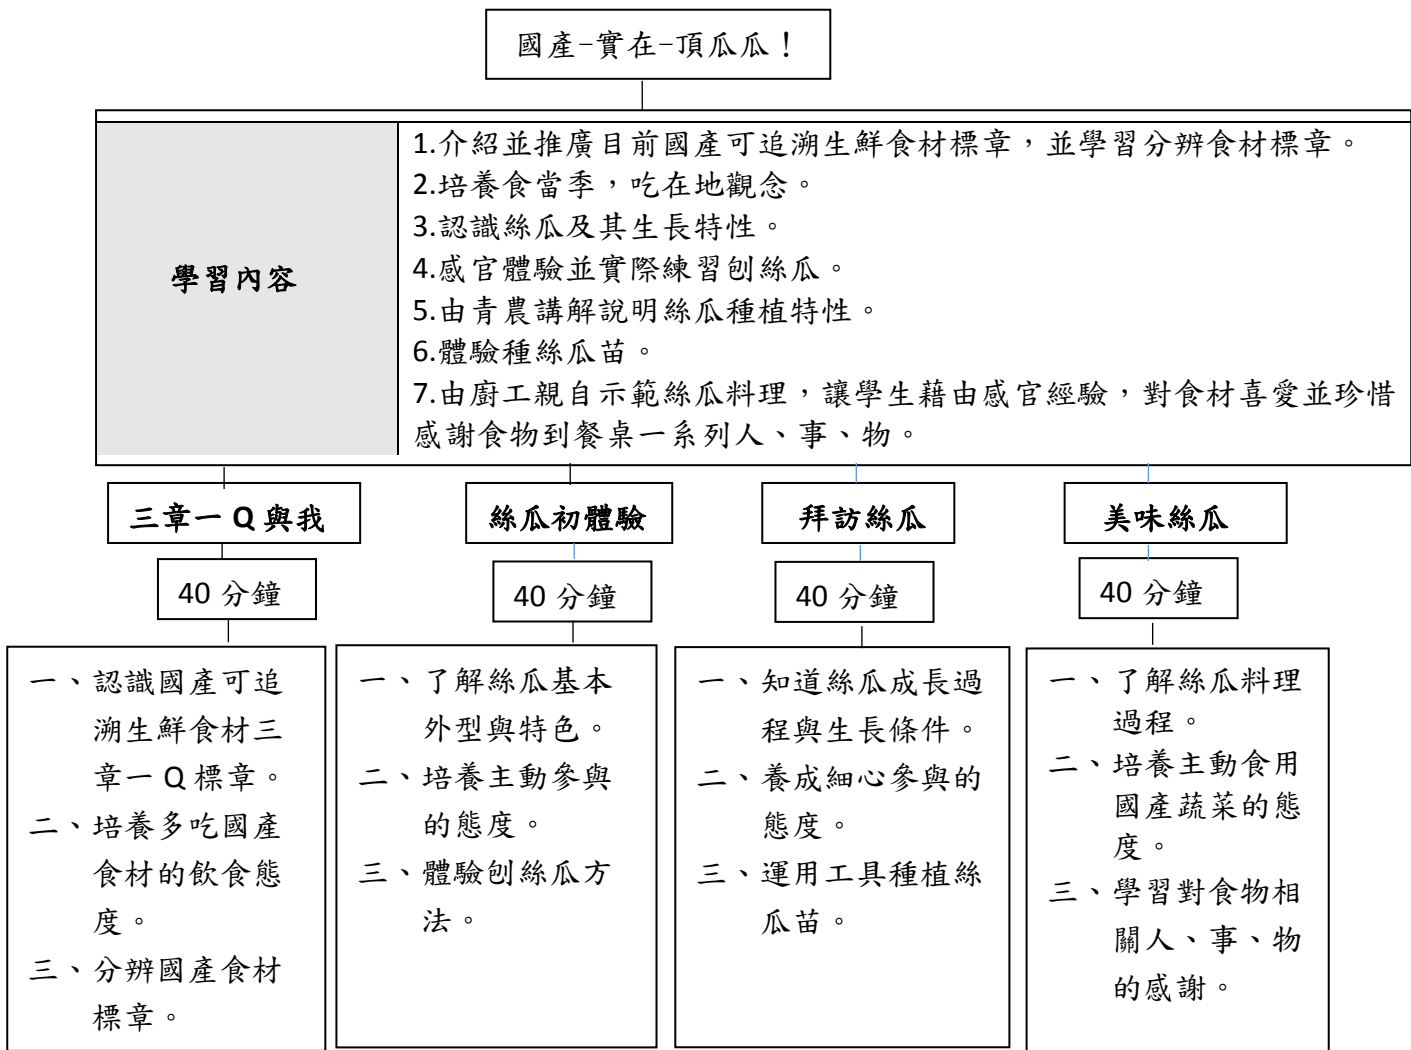 國產-實在-頂瓜瓜！
學習內容
1.介紹並推廣目前國產可追溯生鮮食材標章，並學習分辨食材標章。
2.培養食當季，吃在地觀念。
3.認識絲瓜及其生長特性。
4.感官體驗並實際練習刨絲瓜。
5.由青農講解說明絲瓜種植特性。
6.體驗種絲瓜苗。
7.由廚工親自示範絲瓜料理，讓學生藉由感官經驗，對食材喜愛並珍惜
感謝食物到餐桌一系列人、事、物。
三章一 Q 與我
絲瓜初體驗
拜訪絲瓜
美味絲瓜
40 分鐘
40 分鐘
40 分鐘
40 分鐘
一、認識國產可追
溯生鮮食材三
章一 Q 標章。
二、培養多吃國產
食材的飲食態
度。
三、分辨國產食材
標章。
一、了解絲瓜基本
外型與特色。
二、培養主動參與
的態度。
三、體驗刨絲瓜方
法。
一、知道絲瓜成長過
程與生長條件。
二、養成細心參與的
態度。
三、運用工具種植絲
瓜苗。
一、了解絲瓜料理
過程。
二、培養主動食用
國產蔬菜的態
度。
三、學習對食物相
關人、事、物
的感謝。